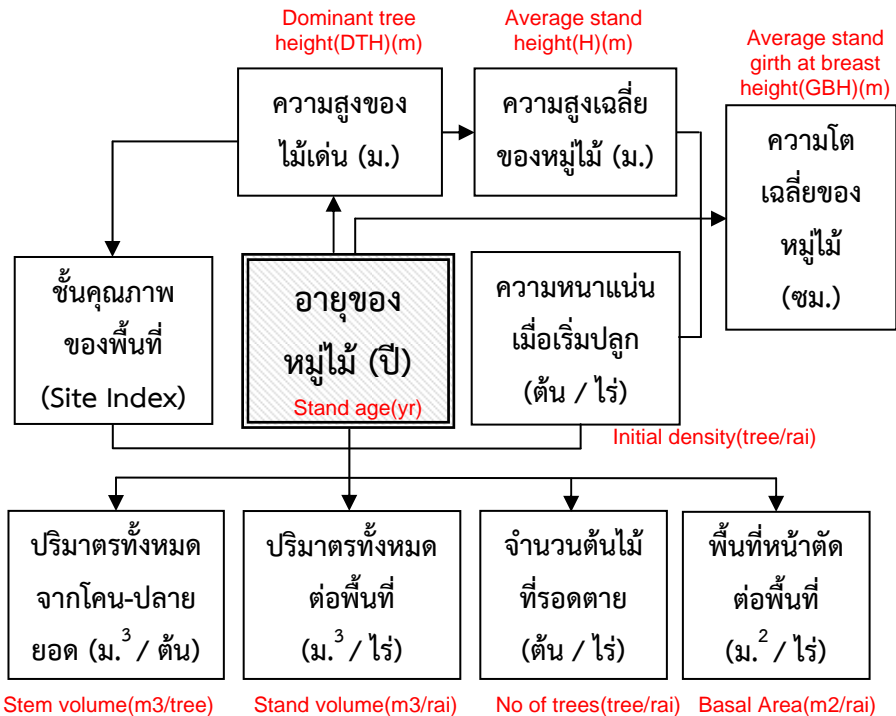 Dominant tree
height(DTH)(m)
Average stand
height(H)(m)
Average stand
girth at breast
height(GBH)(m)
ความสูงของ
ไม้เด่น (ม.)
ความสูงเฉลี่ย
ของหมู่ไม้ (ม.)
ความโต
เฉลี่ยของ
หมู่ไม้
(ซม.)
ชั้นคุณภาพ
ของพื้นที่
(Site Index)
อายุของ
หมู่ไม้ (ปี)
Stand age(yr)
ความหนาแน่น
เมื่อเริ่มปลูก
(ต้น / ไร่)
Initial density(tree/rai)
ปริมาตรทั้งหมด
จากโคน-ปลาย
ยอด (ม.³ / ต้น)
ปริมาตรทั้งหมด
ต่อพื้นที่
(ม.³ / ไร่)
จำนวนต้นไม้
ที่รอดตาย
(ต้น / ไร่)
พื้นที่หน้าตัด
ต่อพื้นที่
(ม.² / ไร่)
Stem volume(m3/tree)
Stand volume(m3/rai)
No of trees(tree/rai)
Basal Area(m2/rai)